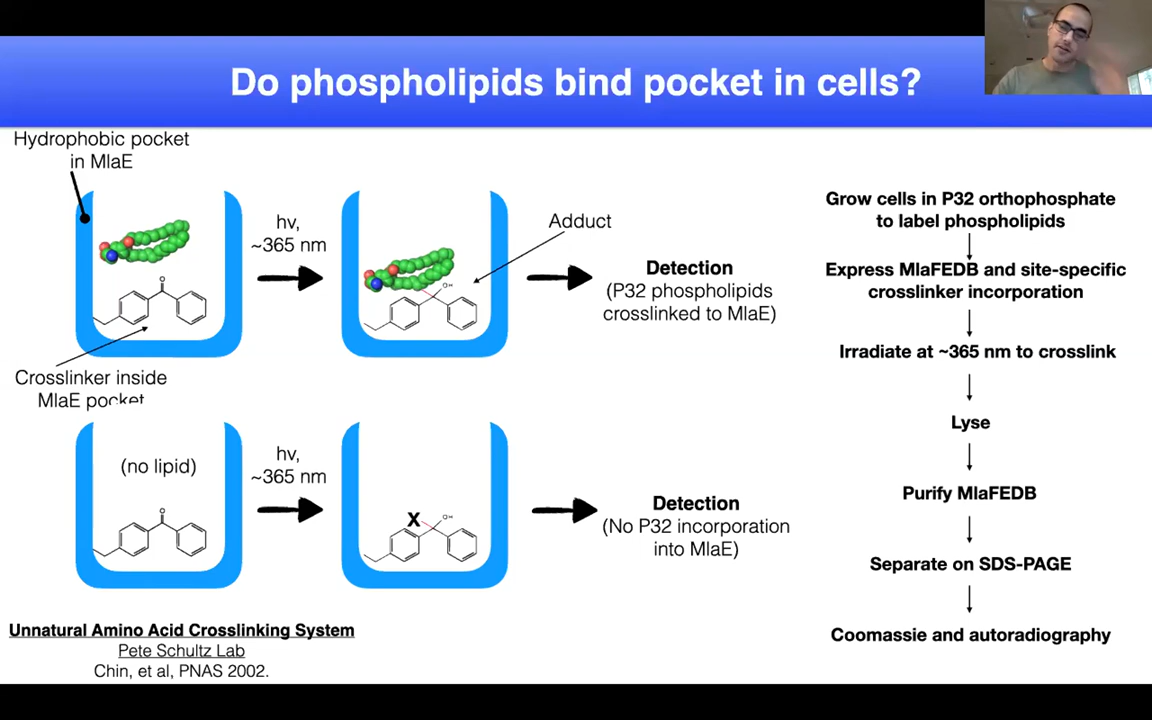 Do phospholipids bind pocket in cells?
Hydrophobic pocket
in MlaE
hv,
~365 nm
Adduct
O
OH
Detection
(P32 phospholipids
crosslinked to MlaE)
Crosslinker inside
MlaE pocket
(no lipid)
hv,
~365 nm
O
X
OH
Detection
(No P32 incorporation
into MlaE)
Unnatural Amino Acid Crosslinking System
Pete Schultz Lab
Chin, et al, PNAS 2002.
Grow cells in P32 orthophosphate
to label phospholipids
Express MlaFEDB and site-specific
crosslinker incorporation
Irradiate at ~365 nm to crosslink
Lyse
Purify MlaFEDB
Separate on SDS-PAGE
Coomassie and autoradiography